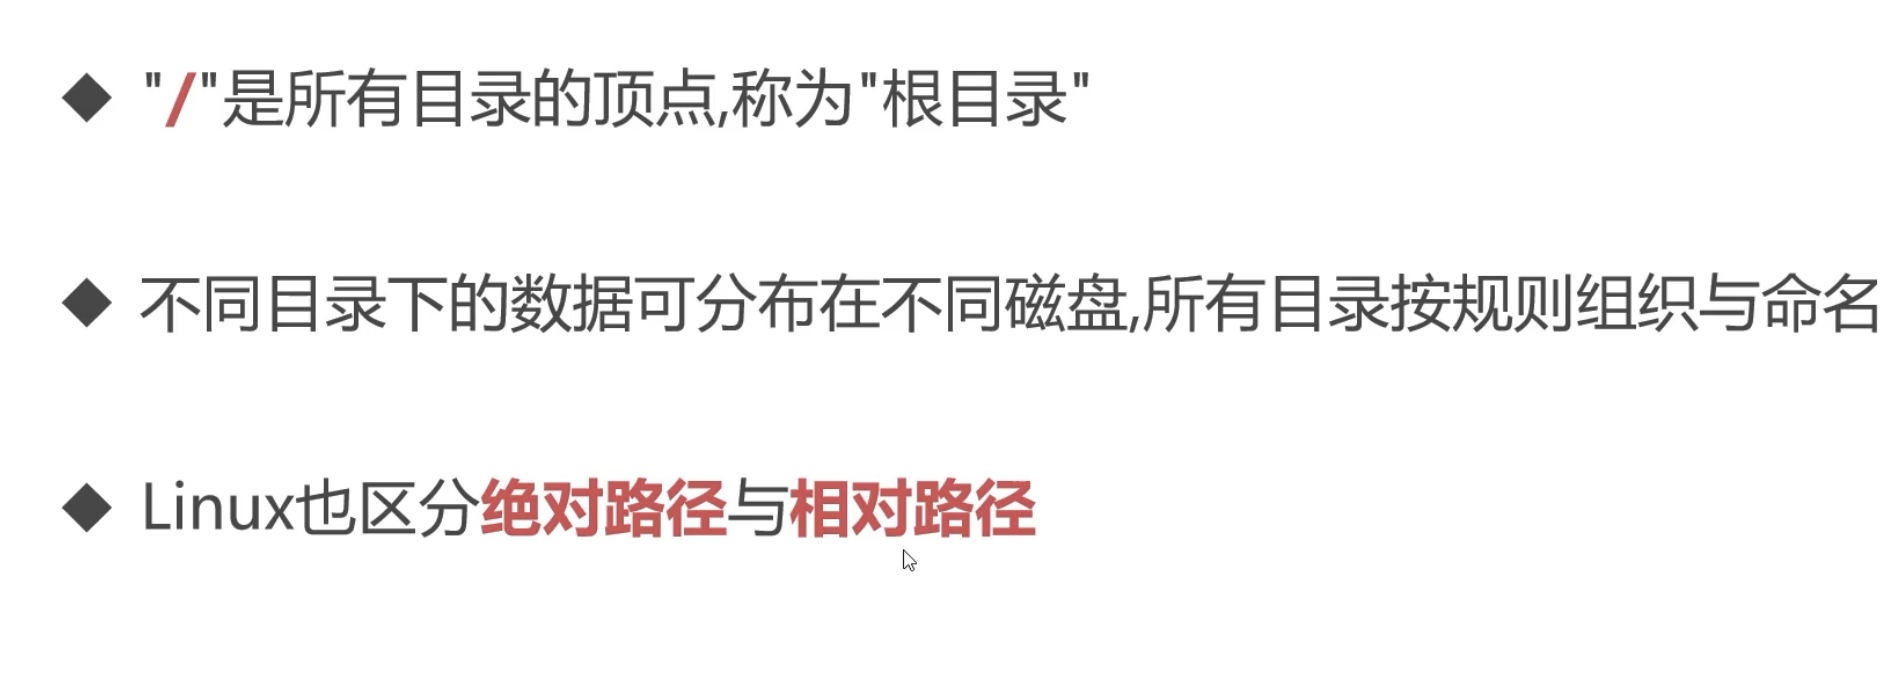 ◆ "/"是所有目录的顶点,称为"根目录"
◆ 不同目录下的数据可分布在不同磁盘,所有目录按规则组织与命名
◆ Linux也区分绝对路径与相对路径